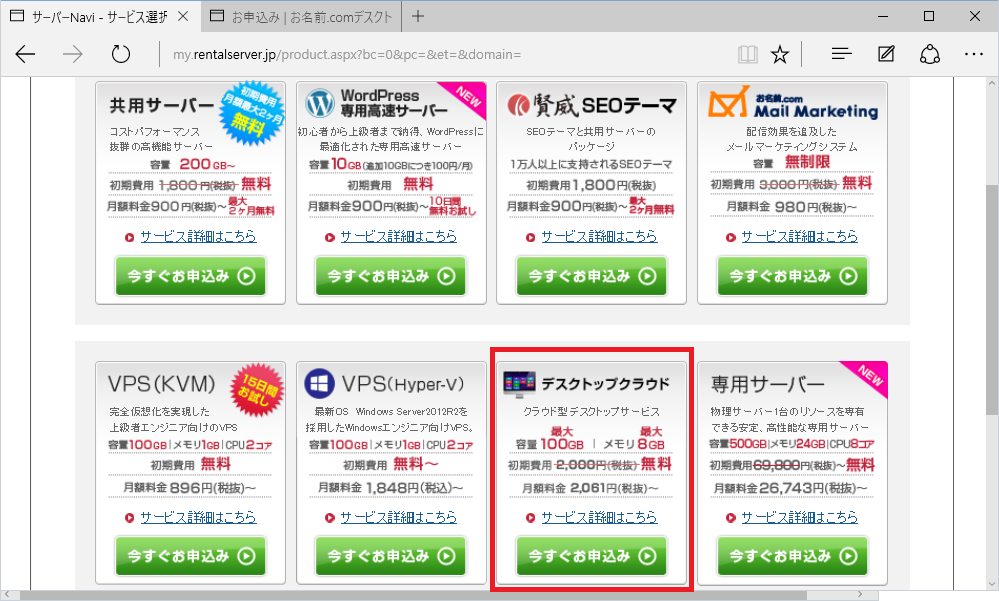 サーバーNavi - サービス選択
お申込み | お名前.comデスクト
my.rentalserver.jp/product.aspx?bc=0&pc=&et=&domain=
共用サーバー
初期費用
月額最大2ヶ月
無料
コストパフォーマンス
抜群の高機能サーバー
容量 200GB～
初期費用 1,800円(税抜) 無料
月額料金900円(税抜)～ 最大2ヶ月無料
サービス詳細はこちら
今すぐお申込み
WordPress
専用高速サーバー
NEW
初心者から上級者まで納得、WordPressに
最適化された専用高速サーバー
容量10GB(追加10GBにつき100円/月)
初期費用 無料
月額料金900円(税抜)～ 10日間無料お試し
サービス詳細はこちら
今すぐお申込み
賢威 SEOテーマ
SEOテーマと共用サーバーの
パッケージ
1万人以上に支持されるSEOテーマ
初期費用1,800円(税抜)
月額料金900円(税抜)～ 最大2ヶ月無料
サービス詳細はこちら
今すぐお申込み
お名前.com
Mail Marketing
配信効果を追及した
メールマーケティングシステム
容量 無制限
初期費用 3,000円(税抜) 無料
月額料金 980円(税抜)～
サービス詳細はこちら
今すぐお申込み
VPS(KVM)
15日間
お試し
完全仮想化を実現した
上級者エンジニア向けのVPS
容量100GB|メモリ1GB|CPU2コア
初期費用 無料
月額料金 896円(税抜)～
サービス詳細はこちら
今すぐお申込み
VPS(Hyper-V)
最新OS Windows Server2012R2を
採用したWindowsエンジニア向けVPS。
容量100GB|メモリ1GB|CPU2コア
初期費用 無料～
月額料金 1,848円(税込)～
サービス詳細はこちら
今すぐお申込み
デスクトップクラウド
クラウド型デスクトップサービス
容量 最大100GB | メモリ 最大8GB
初期費用 2,000円(税抜) 無料
月額料金 2,061円(税抜)～
サービス詳細はこちら
今すぐお申込み
専用サーバー
NEW
物理サーバー1台のリソースを専有
できる安定、高性能な専用サーバー
容量500GB|メモリ24GB|CPU8コア
初期費用69,800円(税抜)～無料
月額料金26,743円(税抜)～
サービス詳細はこちら
今すぐお申込み